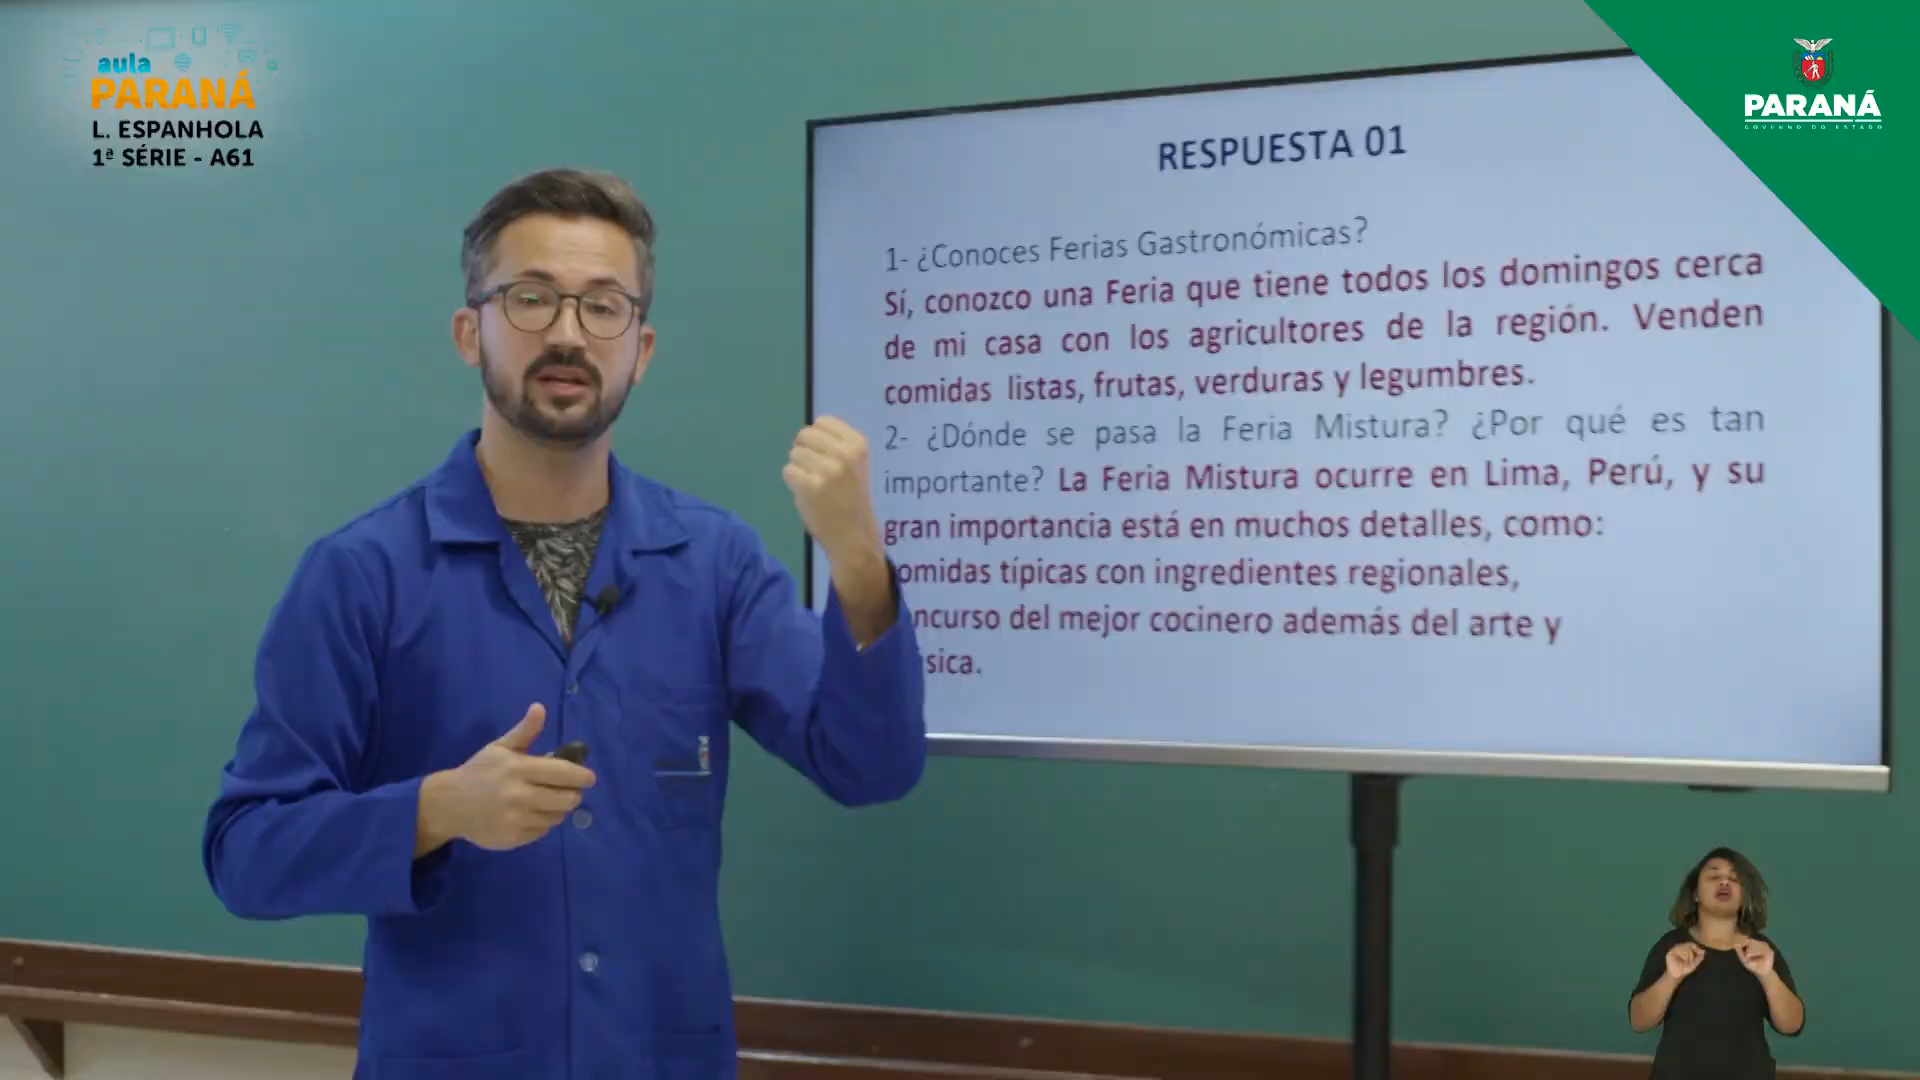 aula
PARANÁ
L. ESPANHOLA
1ª SÉRIE - A61
PARANÁ
GOVERNO DO ESTADO
RESPUESTA 01
1- ¿Conoces Ferias Gastronómicas?
Sí, conozco una Feria que tiene todos los domingos cerca
de mi casa con los agricultores de la región. Venden
comidas listas, frutas, verduras y legumbres.
2- ¿Dónde se pasa la Feria Mistura? ¿Por qué es tan
importante? La Feria Mistura ocurre en Lima, Perú, y su
gran importancia está en muchos detalles, como:
omidas típicas con ingredientes regionales,
ncurso del mejor cocinero además del arte y
sica.